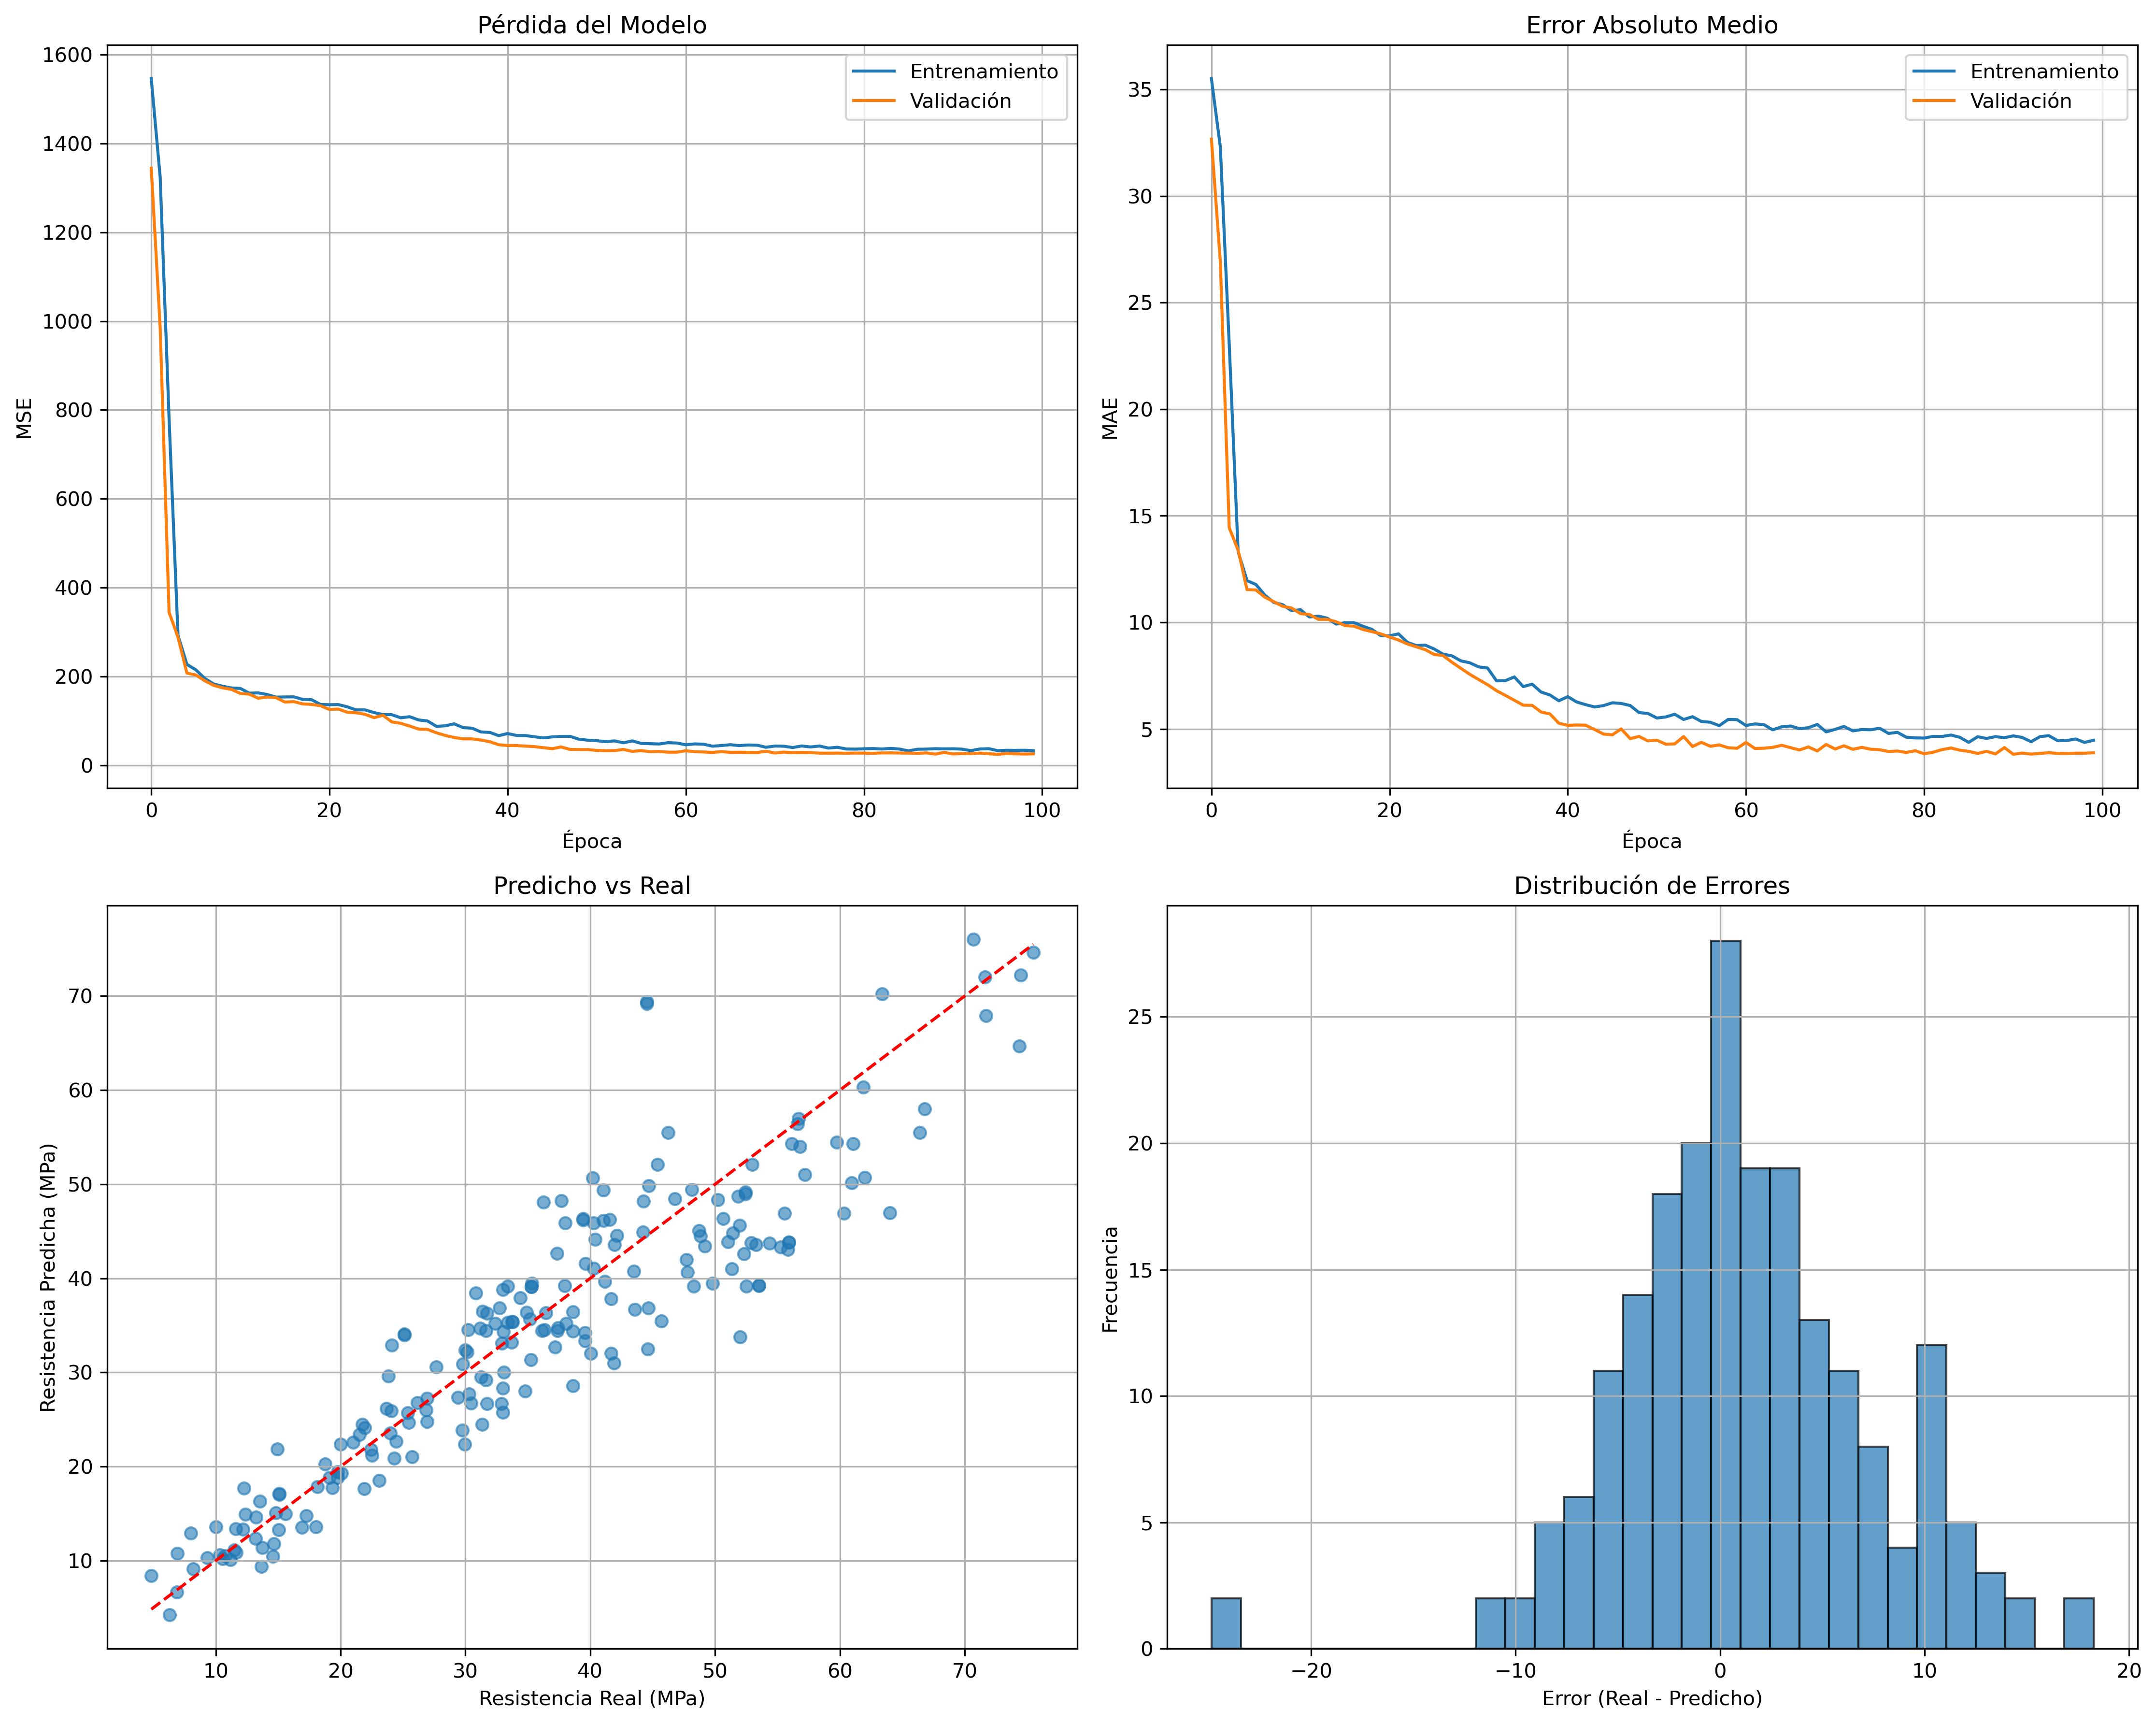 Pérdida del Modelo
1600
1400
1200
1000
800
600
400
200
0
MSE
0 20 40 60 80 100
Época
Entrenamiento
Validación
Error Absoluto Medio
35
30
25
20
15
10
5
MAE
0 20 40 60 80 100
Época
Entrenamiento
Validación
Predicho vs Real
70
60
50
40
30
20
10
Resistencia Predicha (MPa)
10 20 30 40 50 60 70
Resistencia Real (MPa)
Distribución de Errores
25
20
15
10
5
0
Frecuencia
−20 −10 0 10 20
Error (Real - Predicho)